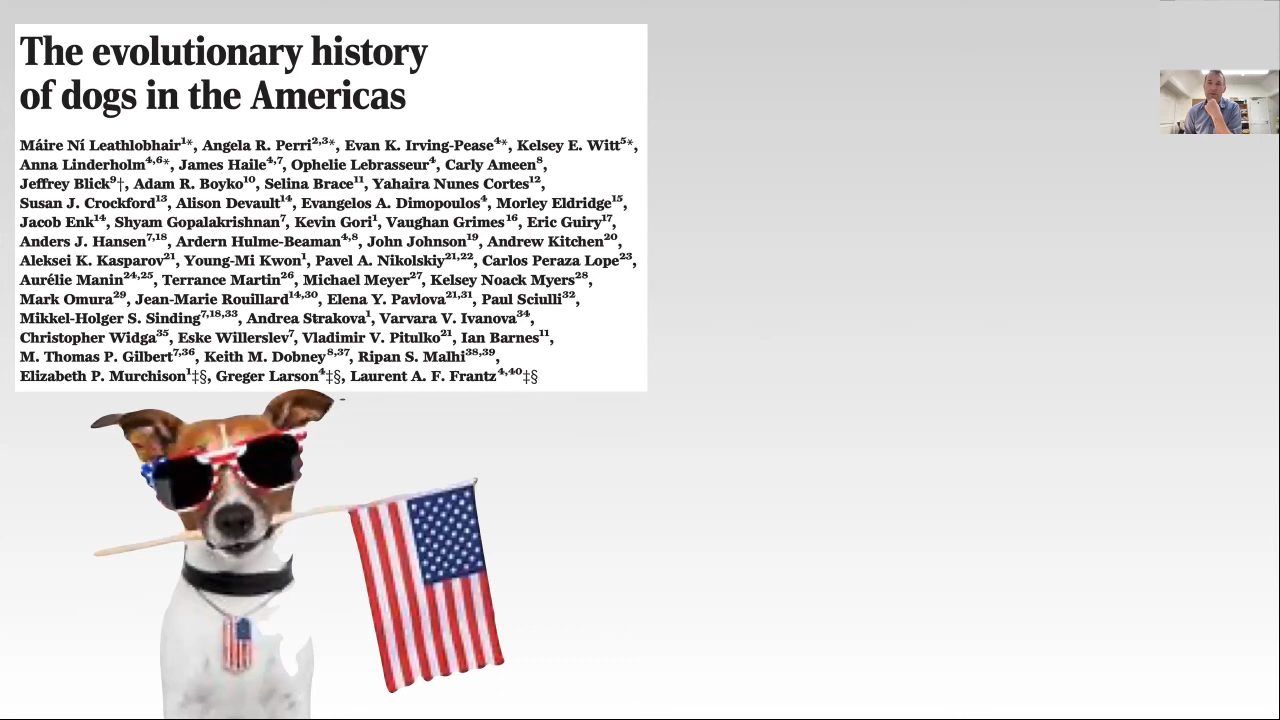 The evolutionary history
of dogs in the Americas
Máire Ní Leathlobhair¹*, Angela R. Perri²,³*, Evan K. Irving-Pease⁴*, Kelsey E. Witt⁵*,
Anna Linderholm⁴,⁶*, James Haile⁴,⁷, Ophelie Lebrasseur⁴, Carly Ameen⁸,
Jeffrey Blick⁹†, Adam R. Boyko¹⁰, Selina Brace¹¹, Yahaira Nunes Cortes¹²,
Susan J. Crockford¹³, Alison Devault¹⁴, Evangelos A. Dimopoulos⁴, Morley Eldridge¹⁵,
Jacob Enk¹⁴, Shyam Gopalakrishnan⁷, Kevin Gori¹, Vaughan Grimes¹⁶, Eric Guiry¹⁷,
Anders J. Hansen⁷,¹⁸, Ardern Hulme-Beaman⁴,⁸, John Johnson¹⁹, Andrew Kitchen²⁰,
Aleksei K. Kasparov²¹, Young-Mi Kwon¹, Pavel A. Nikolskiy²¹,²², Carlos Peraza Lope²³,
Aurélie Manin²⁴,²⁵, Terrance Martin²⁶, Michael Meyer²⁷, Kelsey Noack Myers²⁸,
Mark Omura²⁹, Jean-Marie Rouillard¹⁴,³⁰, Elena Y. Pavlova²¹,³¹, Paul Sciulli³²,
Mikkel-Holger S. Sinding⁷,¹⁸,³³, Andrea Strakova¹, Varvara V. Ivanova³⁴,
Christopher Widga³⁵, Eske Willerslev⁷, Vladimir V. Pitulko²¹, Ian Barnes¹¹,
M. Thomas P. Gilbert⁷,³⁶, Keith M. Dobney⁸,³⁷, Ripan S. Malhi³⁸,³⁹,
Elizabeth P. Murchison¹‡§, Greger Larson⁴‡§, Laurent A. F. Frantz⁴,⁴⁰‡§